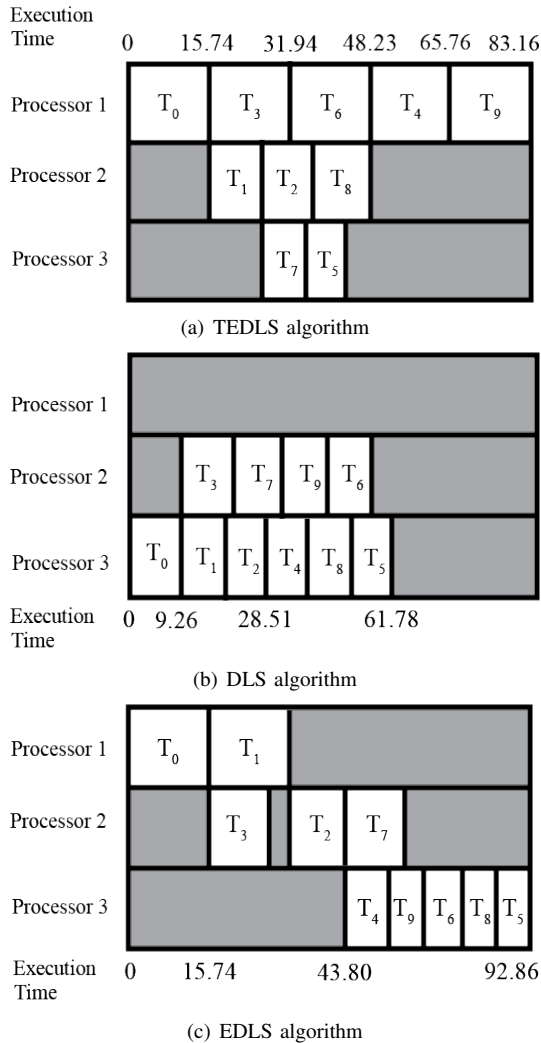 Execution
Time
0 15.74 31.94 48.23 65.76 83.16
Processor 1 T0 T3 T6 T4 T9
Processor 2 T1 T2 T8
Processor 3 T7 T5
(a) TEDLS algorithm
Processor 1
Processor 2 T3 T7 T9 T6
Processor 3 T0 T1 T2 T4 T8 T5
Execution
Time
0 9.26 28.51 61.78
(b) DLS algorithm
Processor 1 T0 T1
Processor 2 T3 T2 T7
Processor 3 T4 T9 T6 T8 T5
Execution
Time
0 15.74 43.80 92.86
(c) EDLS algorithm